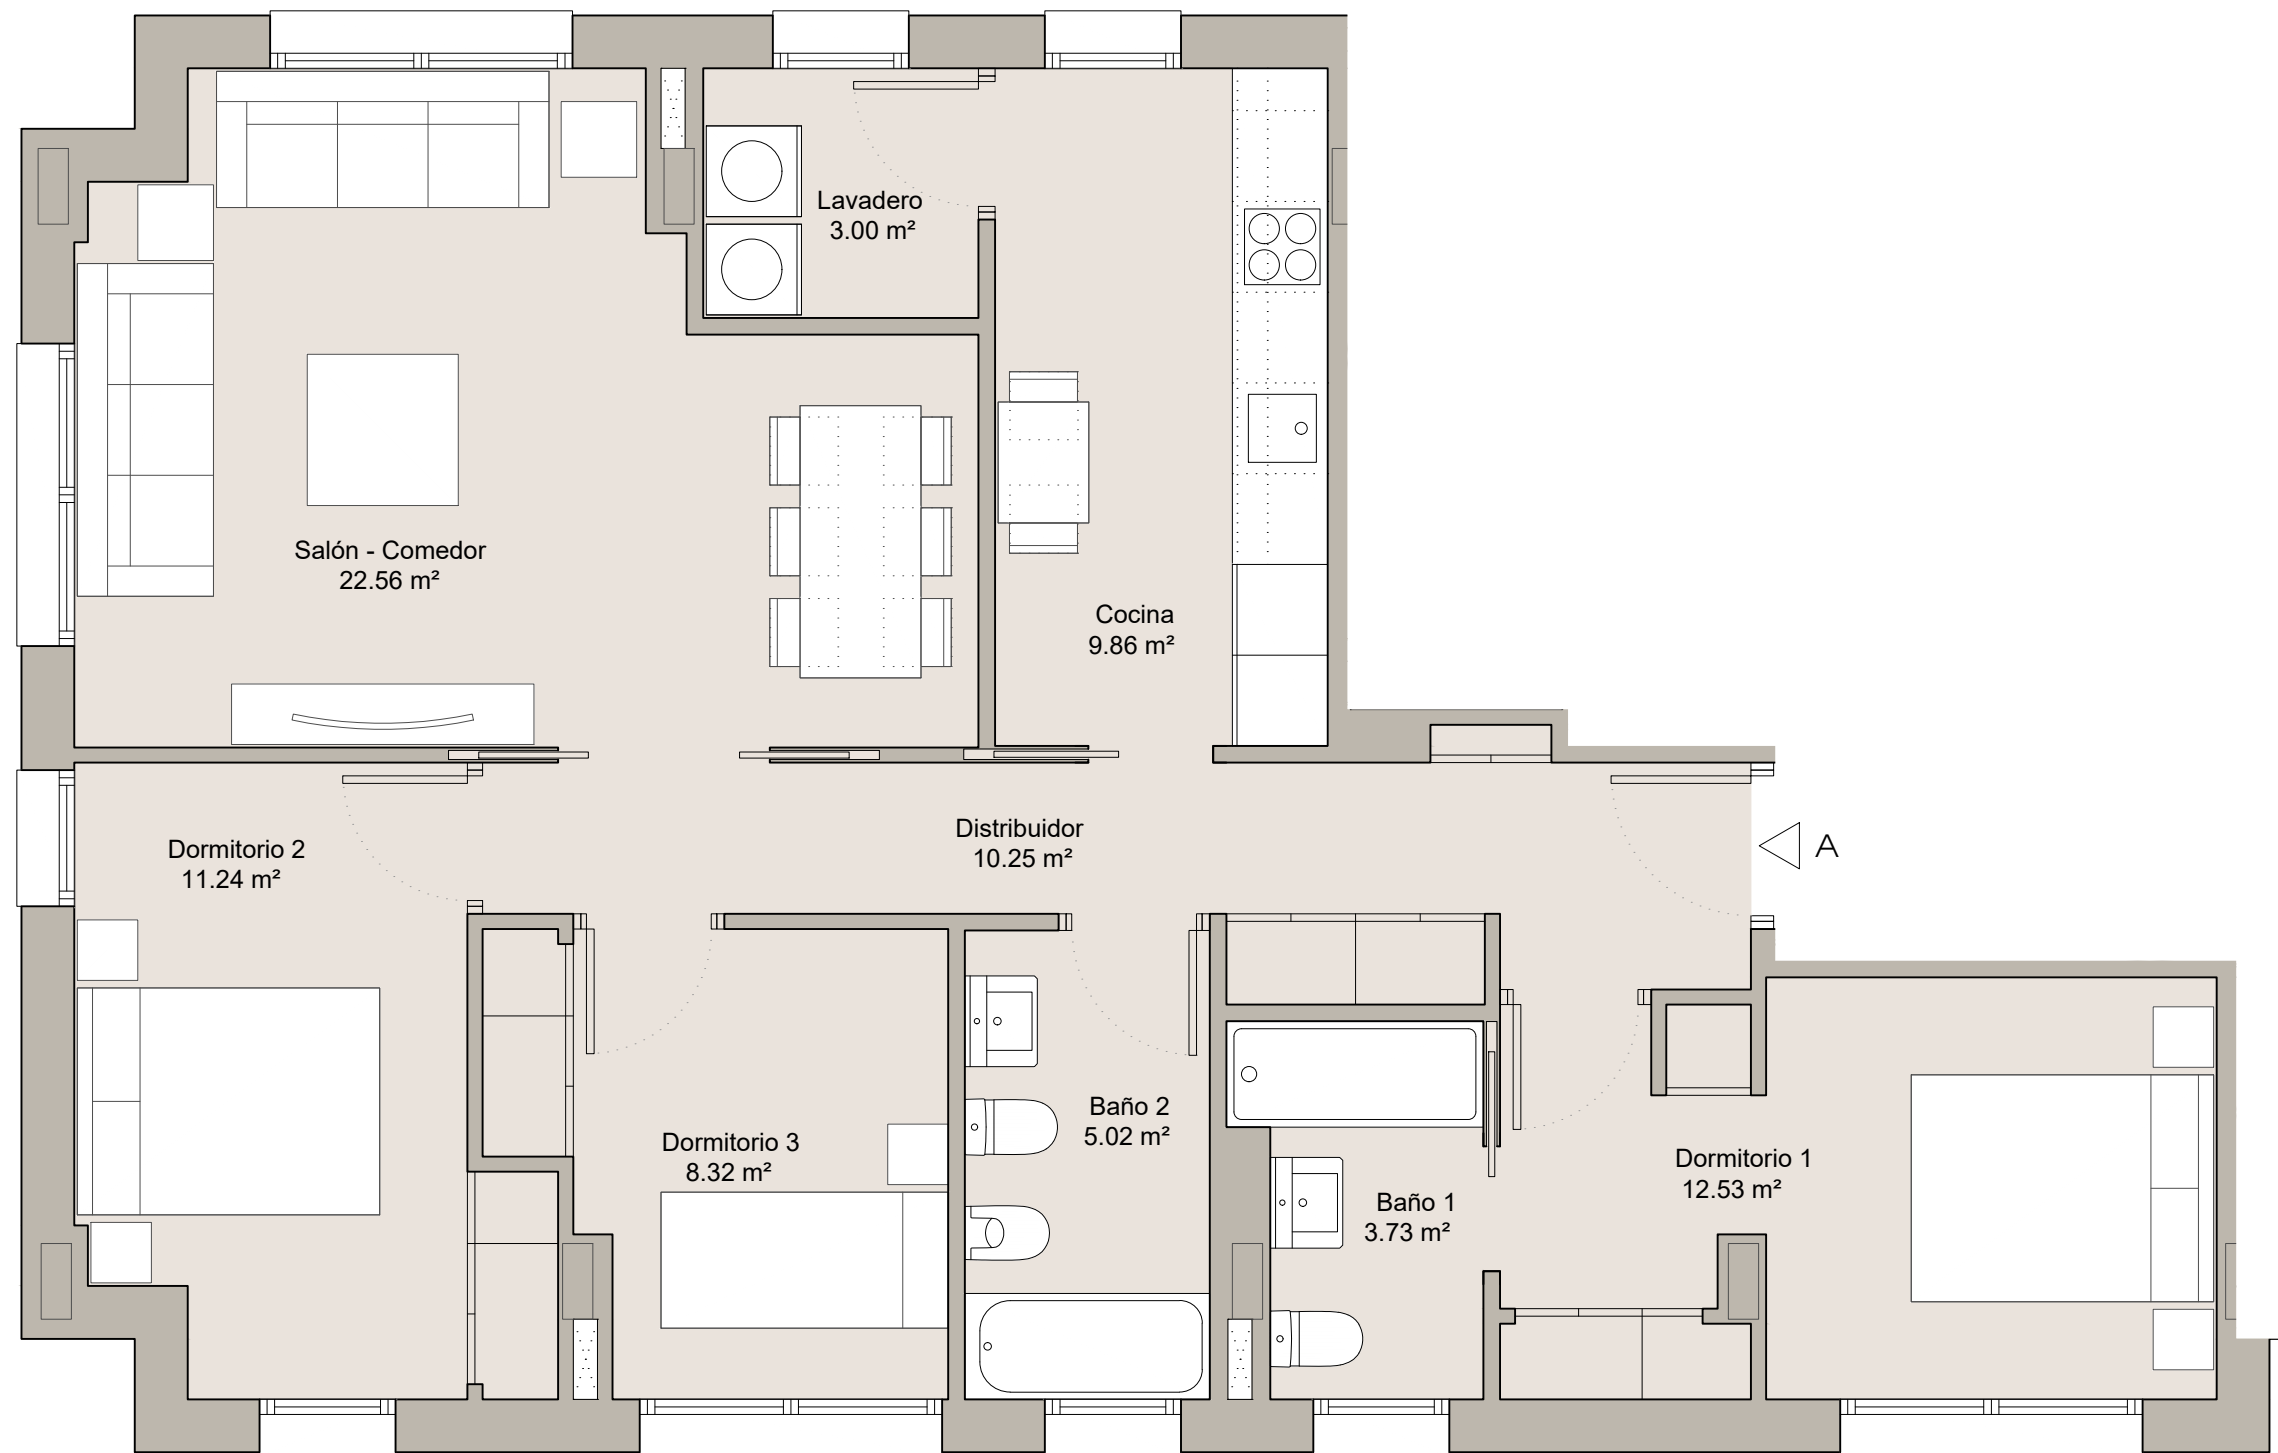 Lavadero
3.00 m²
Salón - Comedor
22.56 m²
Cocina
9.86 m²
Distribuidor
10.25 m²
A
Dormitorio 2
11.24 m²
Dormitorio 3
8.32 m²
Baño 2
5.02 m²
Baño 1
3.73 m²
Dormitorio 1
12.53 m²